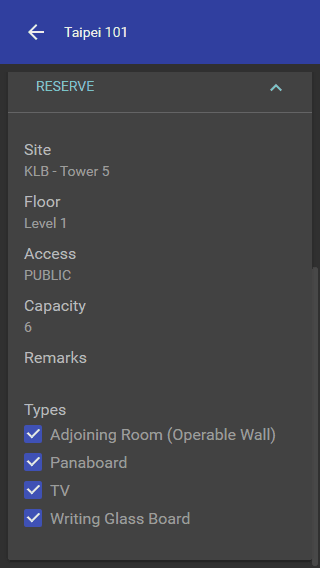 Taipei 101
RESERVE
Site
KLB - Tower 5
Floor
Level 1
Access
PUBLIC
Capacity
6
Remarks
Types
Adjoining Room (Operable Wall)
Panaboard
TV
Writing Glass Board